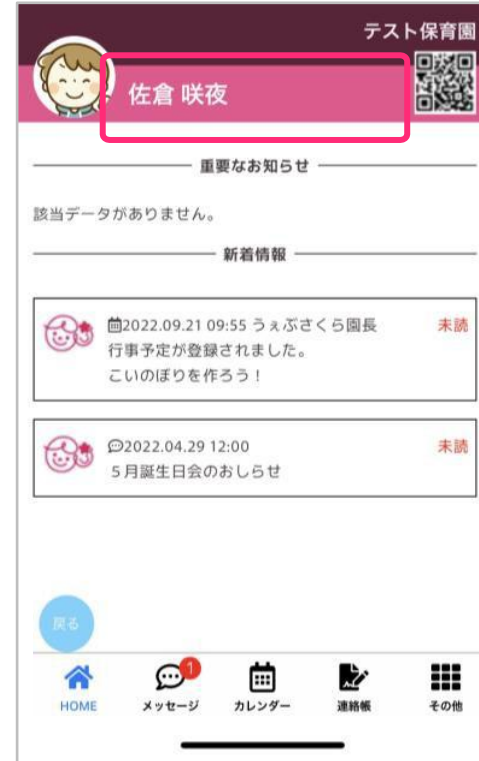 テスト保育園
佐倉 咲夜
重要なお知らせ
該当データがありません。
新着情報
2022.09.21 09:55 うぇぶさくら園長
未読
行事予定が登録されました。
こいのぼりを作ろう！
2022.04.29 12:00
未読
５月誕生日会のおしらせ
戻る
1
HOME
メッセージ
カレンダー
連絡帳
その他